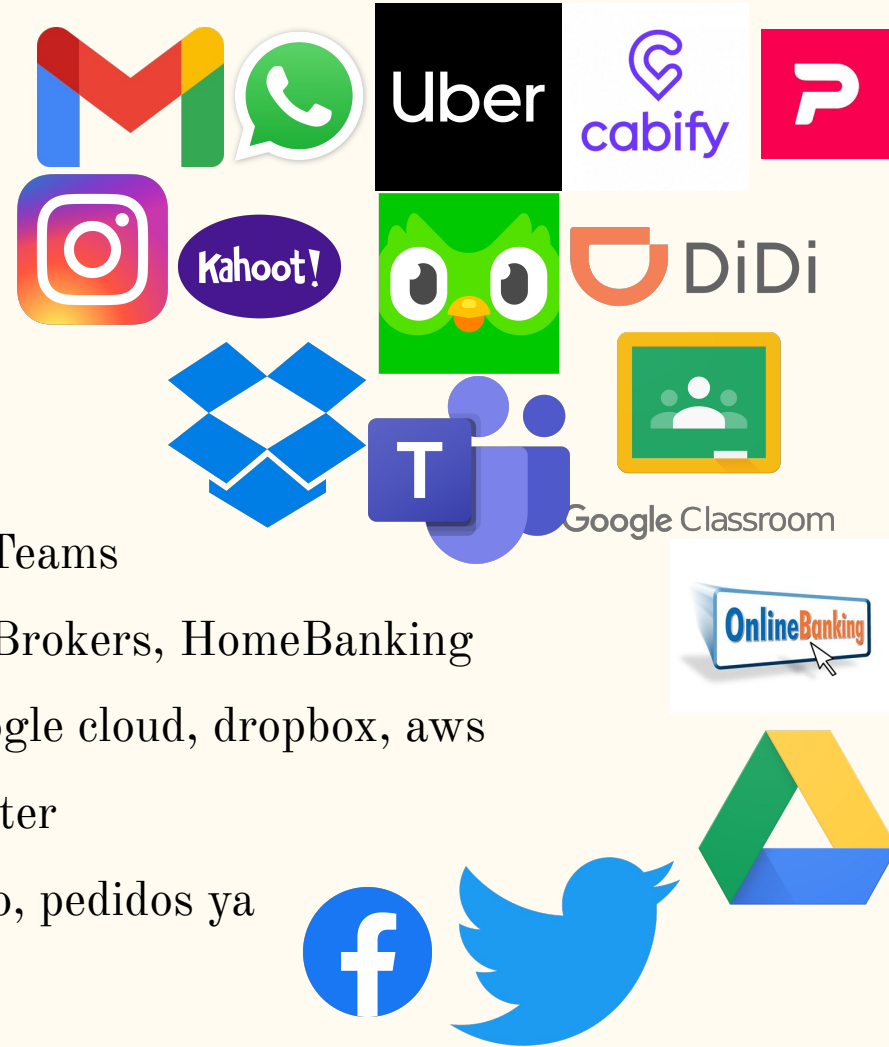 Uber
cabify
P
Kahoot!
DiDi
T
Google Classroom
Teams
Brokers, HomeBanking
gle cloud, dropbox, aws
ter
o, pedidos ya
OnlineBanking